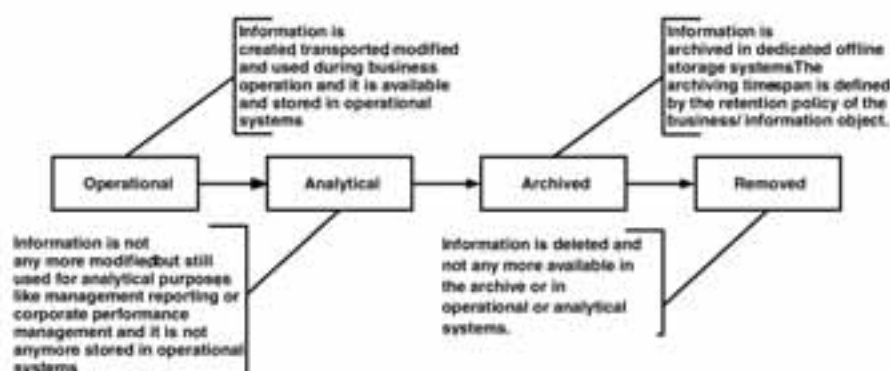 Information is
created transported modified
and used during business
operation and it is available
and stored in operational
systems
Information is
archived in dedicated offline
storage systems.The
archiving timespan is defined
by the retention policy of the
business/ information object.
Operational
Analytical
Archived
Removed
Information is not
any more modified but still
used for analytical purposes
like management reporting or
corporate performance
management and it is not
anymore stored in operational
systems
Information is deleted and
not any more available in
the archive or in
operational or analytical
systems.